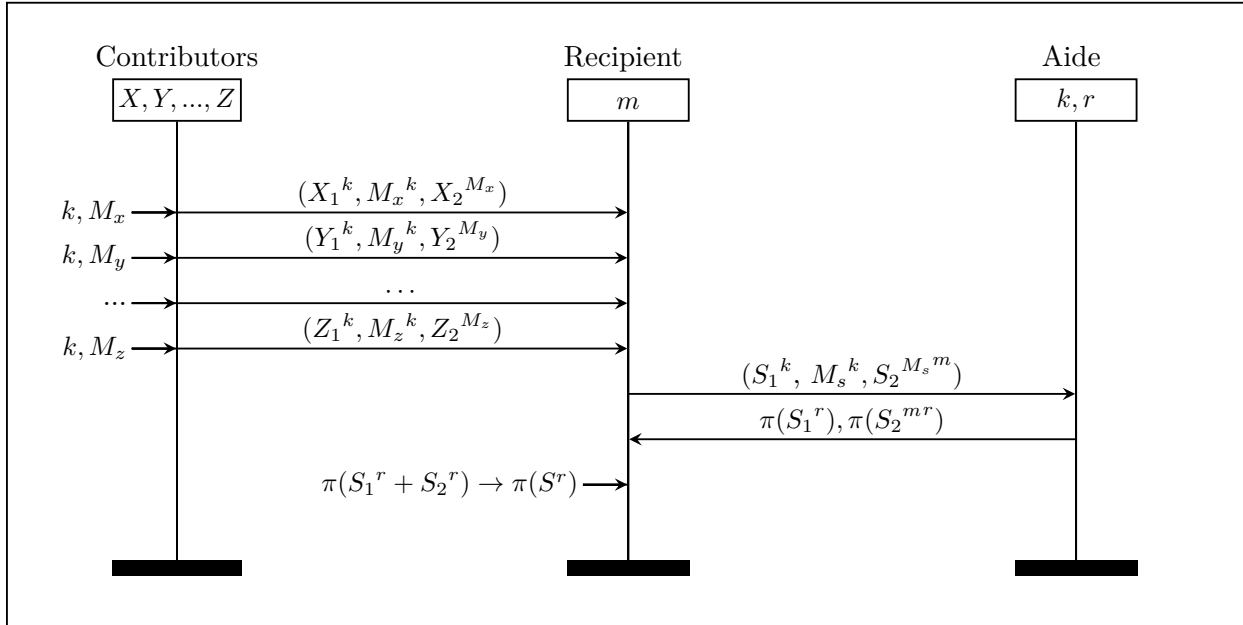 Contributors Recipient Aide
X, Y, ..., Z m k, r
(X₁ᵏ, Mₓᵏ, X₂^{Mₓ})
k, Mₓ
(Y₁ᵏ, M_yᵏ, Y₂^{M_y})
k, M_y
...
...
(Z₁ᵏ, M_zᵏ, Z₂^{M_z})
k, M_z
(S₁ᵏ, M_sᵏ, S₂^{M_s^m})
π(S₁ʳ), π(S₂^{mr})
π(S₁ʳ + S₂ʳ) → π(Sʳ)